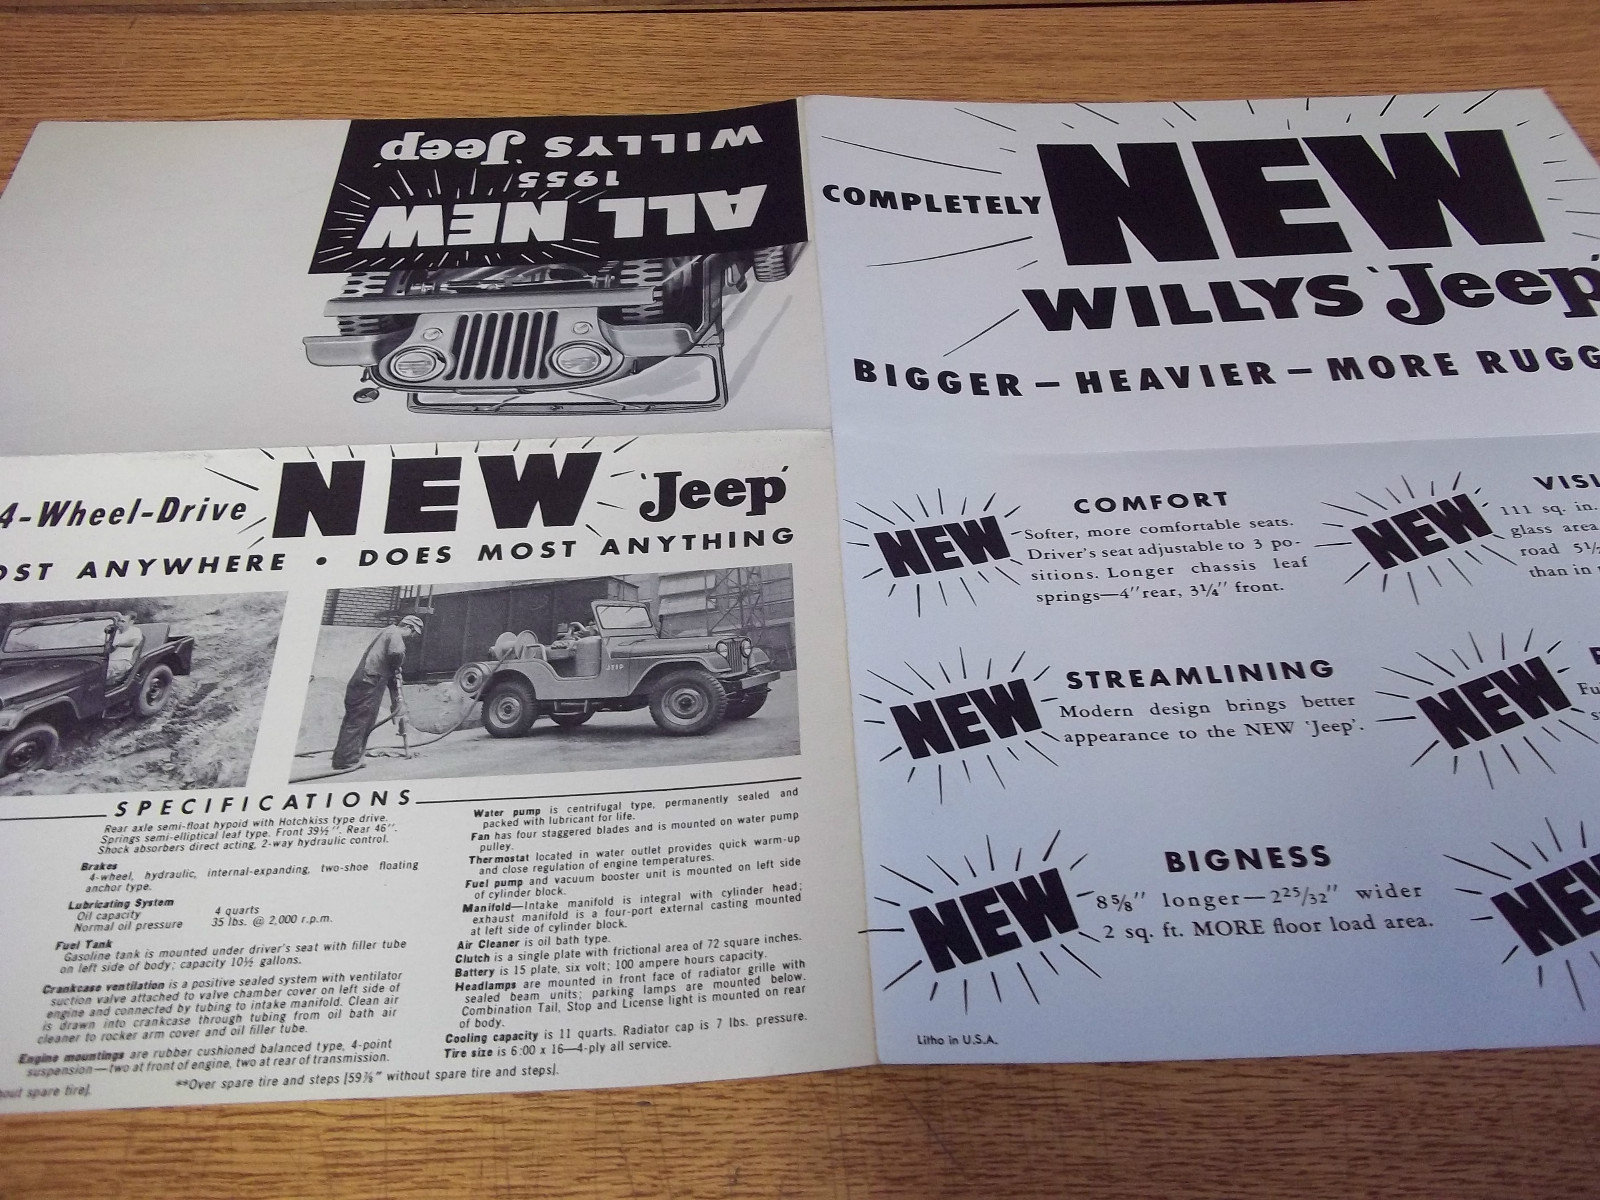 ALL NEW
1955
WILLYS 'Jeep'
4-Wheel-Drive NEW 'Jeep'
ANYWHERE • DOES MOST ANYTHING
JEEP
SPECIFICATIONS
Rear axle semi-float hypoid with Hotchkiss type drive.
Springs semi-elliptical leaf type. Front 39½". Rear 46".
Shock absorbers direct acting, 2-way hydraulic control.
Brakes
4-wheel, hydraulic, internal-expanding, two-shoe floating
anchor type.
Lubricating System
Oil capacity 4 quarts
Normal oil pressure 35 lbs. @ 2,000 r.p.m.
Fuel Tank
Gasoline tank is mounted under driver's seat with filler tube
on left side of body; capacity 10½ gallons.
Crankcase ventilation is a positive sealed system with ventilator
suction valve attached to valve chamber cover on left side of
engine and connected by tubing to intake manifold. Clean air
is drawn into crankcase through tubing from oil bath air
cleaner to rocker arm cover and oil filler tube.
Engine mountings are rubber cushioned balanced type, 4-point
suspension—two at front of engine, two at rear of transmission.
Water pump is centrifugal type, permanently sealed and
packed with lubricant for life.
Fan has four staggered blades and is mounted on water pump
pulley.
Thermostat located in water outlet provides quick warm-up
and close regulation of engine temperatures.
Fuel pump and vacuum booster unit is mounted on left side
of cylinder block.
Manifold—Intake manifold is integral with cylinder head;
exhaust manifold is a four-port external casting mounted
at left side of cylinder block.
Air Cleaner is oil bath type.
Clutch is a single plate with frictional area of 72 square inches.
Battery is 15 plate, six volt; 100 ampere hours capacity.
Headlamps are mounted in front face of radiator grille with
sealed beam units; parking lamps are mounted below.
Combination Tail, Stop and License light is mounted on rear
of body.
Cooling capacity is 11 quarts. Radiator cap is 7 lbs. pressure.
Tire size is 6:00 x 16—4-ply all service.
spare tire).
**Over spare tire and steps (59⅞" without spare tire and steps).
COMPLETELY NEW
WILLYS 'Jeep'
BIGGER — HEAVIER — MORE
NEW
COMFORT
Softer, more comfortable seats.
Driver's seat adjustable to 3 po-
sitions. Longer chassis leaf
springs—4" rear, 3¼" front.
NEW
111 sq. in.
glass area
road
than in
NEW
STREAMLINING
Modern design brings better
appearance to the NEW 'Jeep'.
NEW
NEW
BIGNESS
8⅝" longer—2²⁵/₃₂" wider
2 sq. ft. MORE floor load area.
Litho in U.S.A.